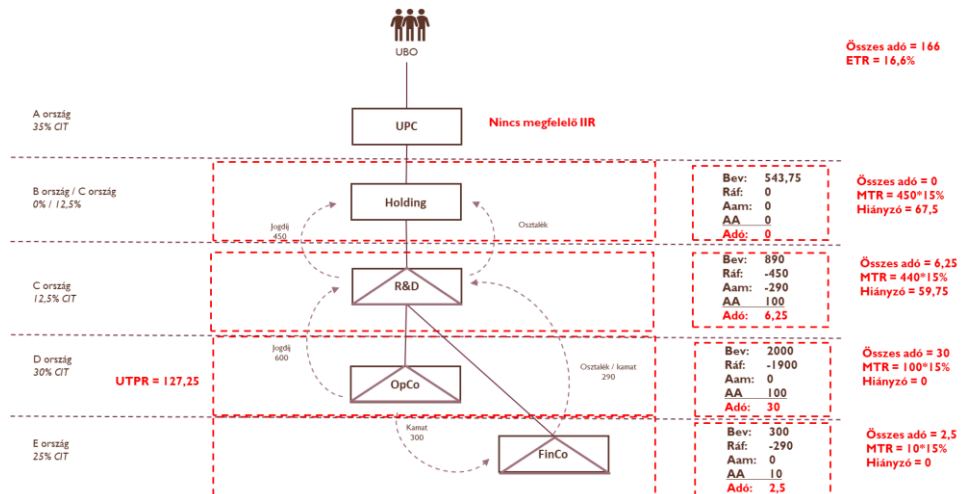 UBO
Összes adó = 166
ETR = 16,6%
A ország
35% CIT
UPC
Nincs megfelelő IIR
B ország / C ország
0% / 12,5%
Holding
Jogdíj
450
Osztalék
Bev: 543,75
Ráf: 0
Aam: 0
AA 0
Adó: 0
Összes adó = 0
MTR = 450*15%
Hiányzó = 67,5
C ország
12,5% CIT
R&D
Bev: 890
Ráf: -450
Aam: -290
AA 100
Adó: 6,25
Összes adó = 6,25
MTR = 440*15%
Hiányzó = 59,75
D ország
30% CIT
UTPR = 127,25
Jogdíj
600
OpCo
Osztalék / kamat
290
Bev: 2000
Ráf: -1900
Aam: 0
AA 100
Adó: 30
Összes adó = 30
MTR = 100*15%
Hiányzó = 0
E ország
25% CIT
Kamat
300
FinCo
Bev: 300
Ráf: -290
Aam: 0
AA 10
Adó: 2,5
Összes adó = 2,5
MTR = 10*15%
Hiányzó = 0